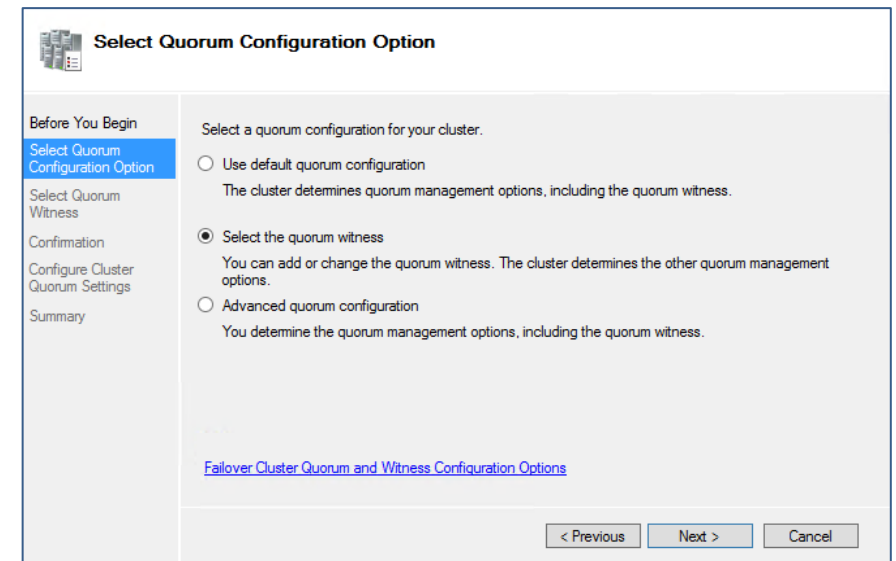 Select Quorum Configuration Option
Before You Begin
Select Quorum
Configuration Option
Select Quorum
Witness
Confirmation
Configure Cluster
Quorum Settings
Summary
Select a quorum configuration for your cluster.
Use default quorum configuration
The cluster determines quorum management options, including the quorum witness.
Select the quorum witness
You can add or change the quorum witness. The cluster determines the other quorum management
options.
Advanced quorum configuration
You determine the quorum management options, including the quorum witness.
Failover Cluster Quorum and Witness Configuration Options
< Previous
Next >
Cancel